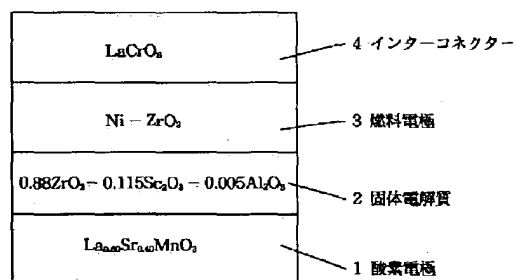 LaCrO₃
4 インターコネクター
Ni − ZrO₂
3 燃料電極
0.88ZrO₂− 0.115Sc₂O₃ − 0.005Al₂O₃
2 固体電解質
La₀.₆₀Sr₀.₄₀MnO₃
1 酸素電極